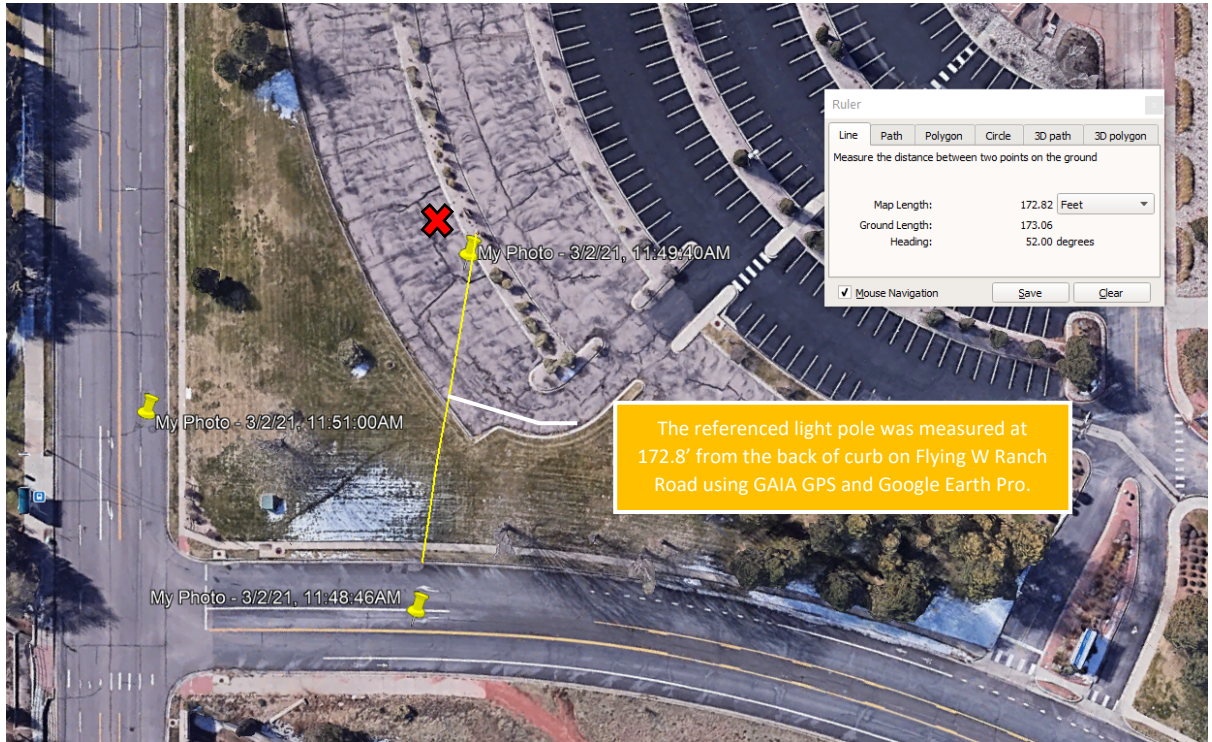 Ruler
Line Path Polygon Circle 3D path 3D polygon
Measure the distance between two points on the ground
Map Length: 172.82 Feet
Ground Length: 173.06
Heading: 52.00 degrees
Mouse Navigation Save Clear
My Photo - 3/2/21, 11:49:40AM
My Photo - 3/2/21, 11:51:00AM
The referenced light pole was measured at
172.8’ from the back of curb on Flying W Ranch
Road using GAIA GPS and Google Earth Pro.
My Photo - 3/2/21, 11:48:46AM